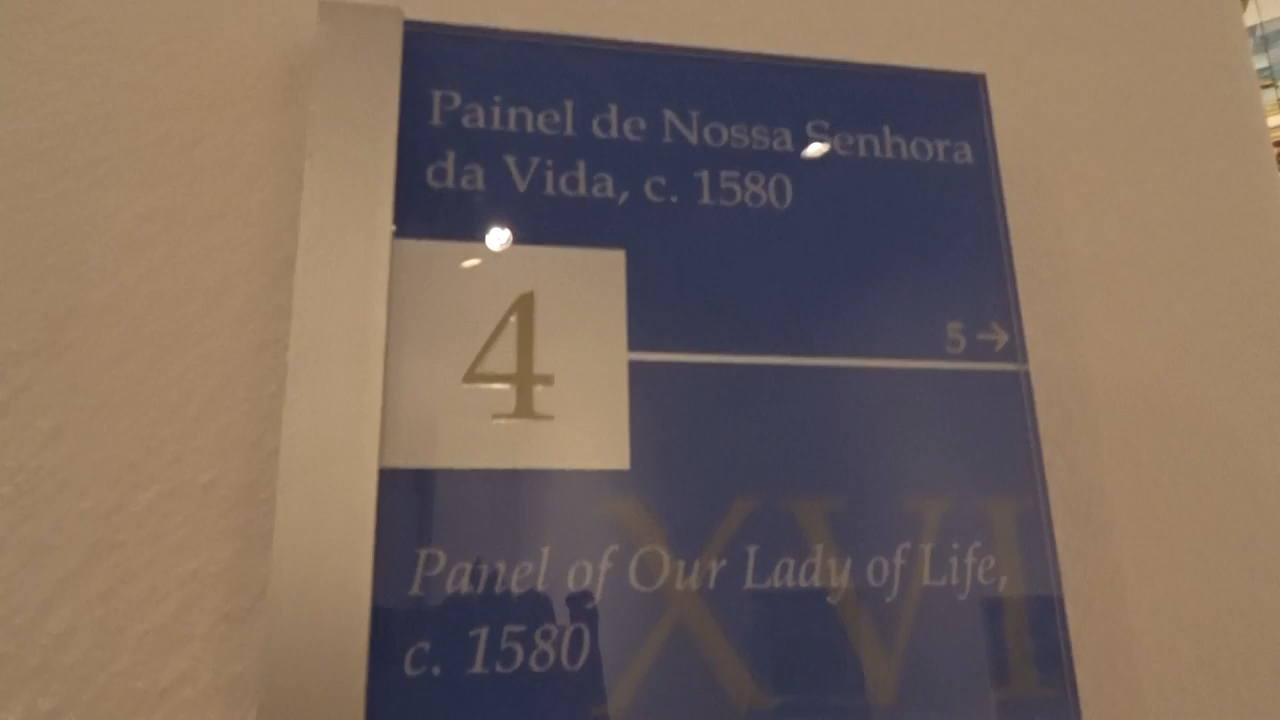 Painel de Nossa Senhora
da Vida, c. 1580
4
5 →
XVI
Panel of Our Lady of Life,
c. 1580